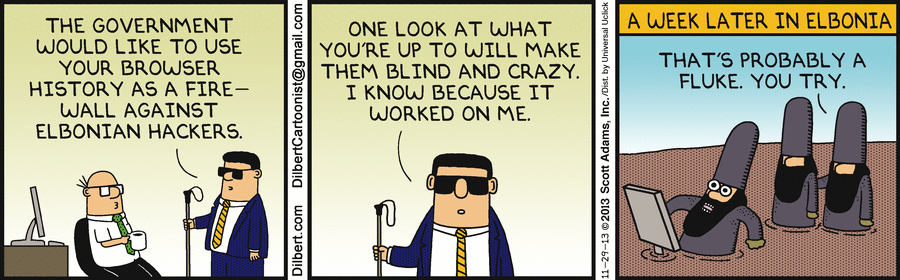 THE GOVERNMENT
WOULD LIKE TO USE
YOUR BROWSER
HISTORY AS A FIRE–
WALL AGAINST
ELBONIAN HACKERS.
Dilbert.com DilbertCartoonist@gmail.com
ONE LOOK AT WHAT
YOU'RE UP TO WILL MAKE
THEM BLIND AND CRAZY.
I KNOW BECAUSE IT
WORKED ON ME.
11-29-13 © 2013 Scott Adams, Inc. /Dist. by Universal Uclick
A WEEK LATER IN ELBONIA
THAT'S PROBABLY A
FLUKE. YOU TRY.